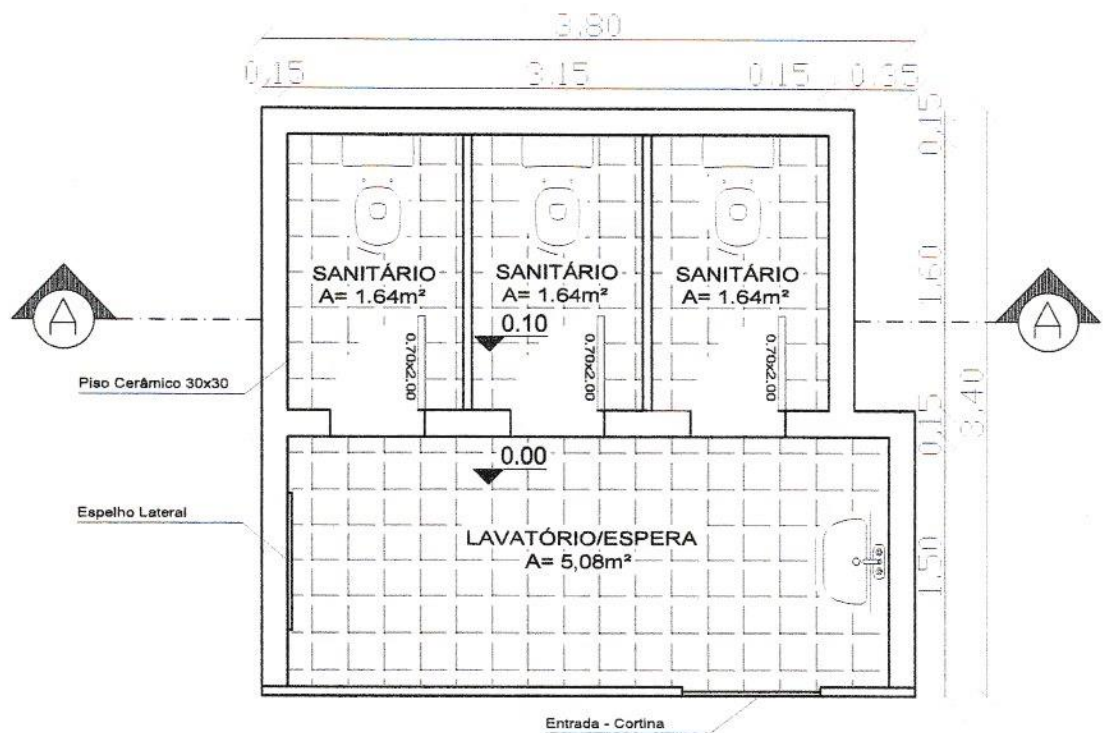 3.80
0.15 3.15 0.15 0.35
0.15
SANITÁRIO
A= 1.64m²
SANITÁRIO
A= 1.64m²
SANITÁRIO
A= 1.64m²
1.60
A
A
0.10
0.70x2.00
0.70x2.00
0.70x2.00
Piso Cerâmico 30x30
0.15
3.40
0.00
Espelho Lateral
LAVATÓRIO/ESPERA
A= 5,08m²
1.50
Entrada - Cortina